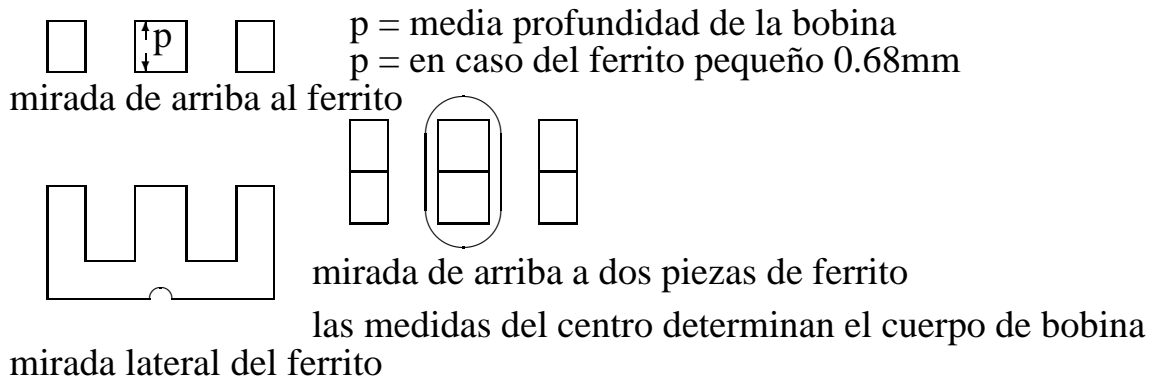 p
p = media profundidad de la bobina
p = en caso del ferrito pequeño 0.68mm
mirada de arriba al ferrito
mirada de arriba a dos piezas de ferrito
las medidas del centro determinan el cuerpo de bobina
mirada lateral del ferrito